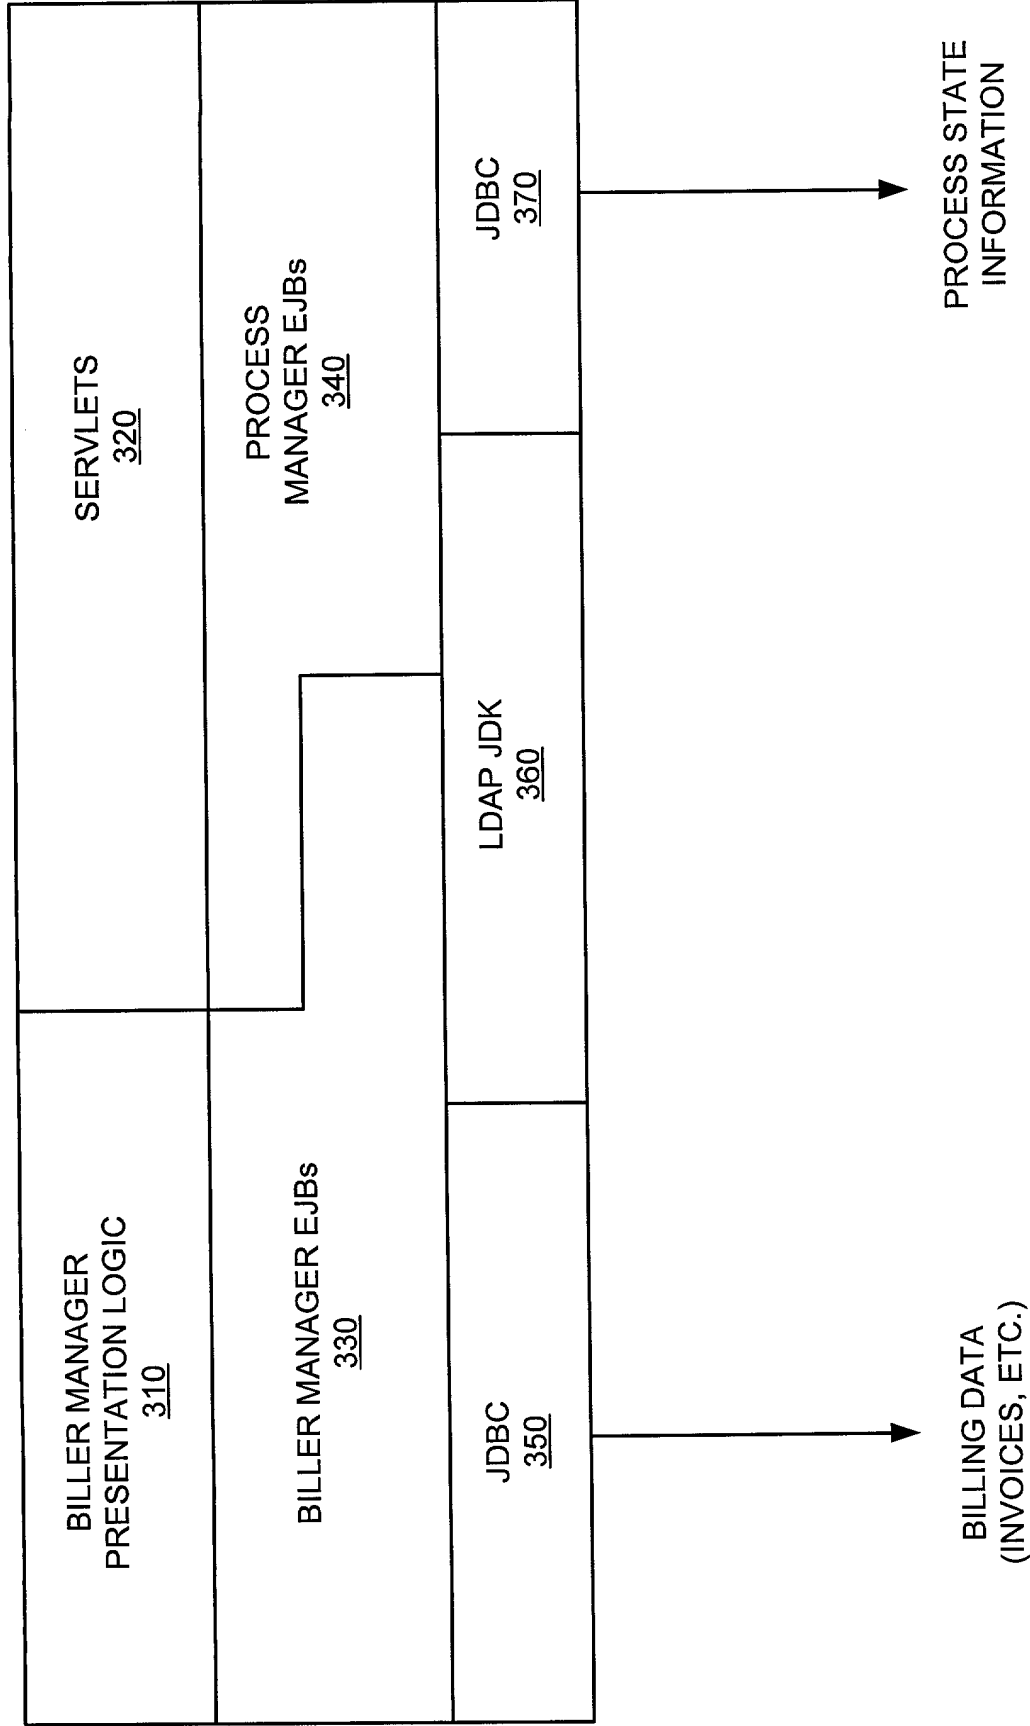 BILLER MANAGER
PRESENTATION LOGIC
310
SERVLETS
320
BILLER MANAGER EJBs
330
PROCESS
MANAGER EJBs
340
JDBC
350
LDAP JDK
360
JDBC
370
BILLING DATA
(INVOICES, ETC.)
PROCESS STATE
INFORMATION